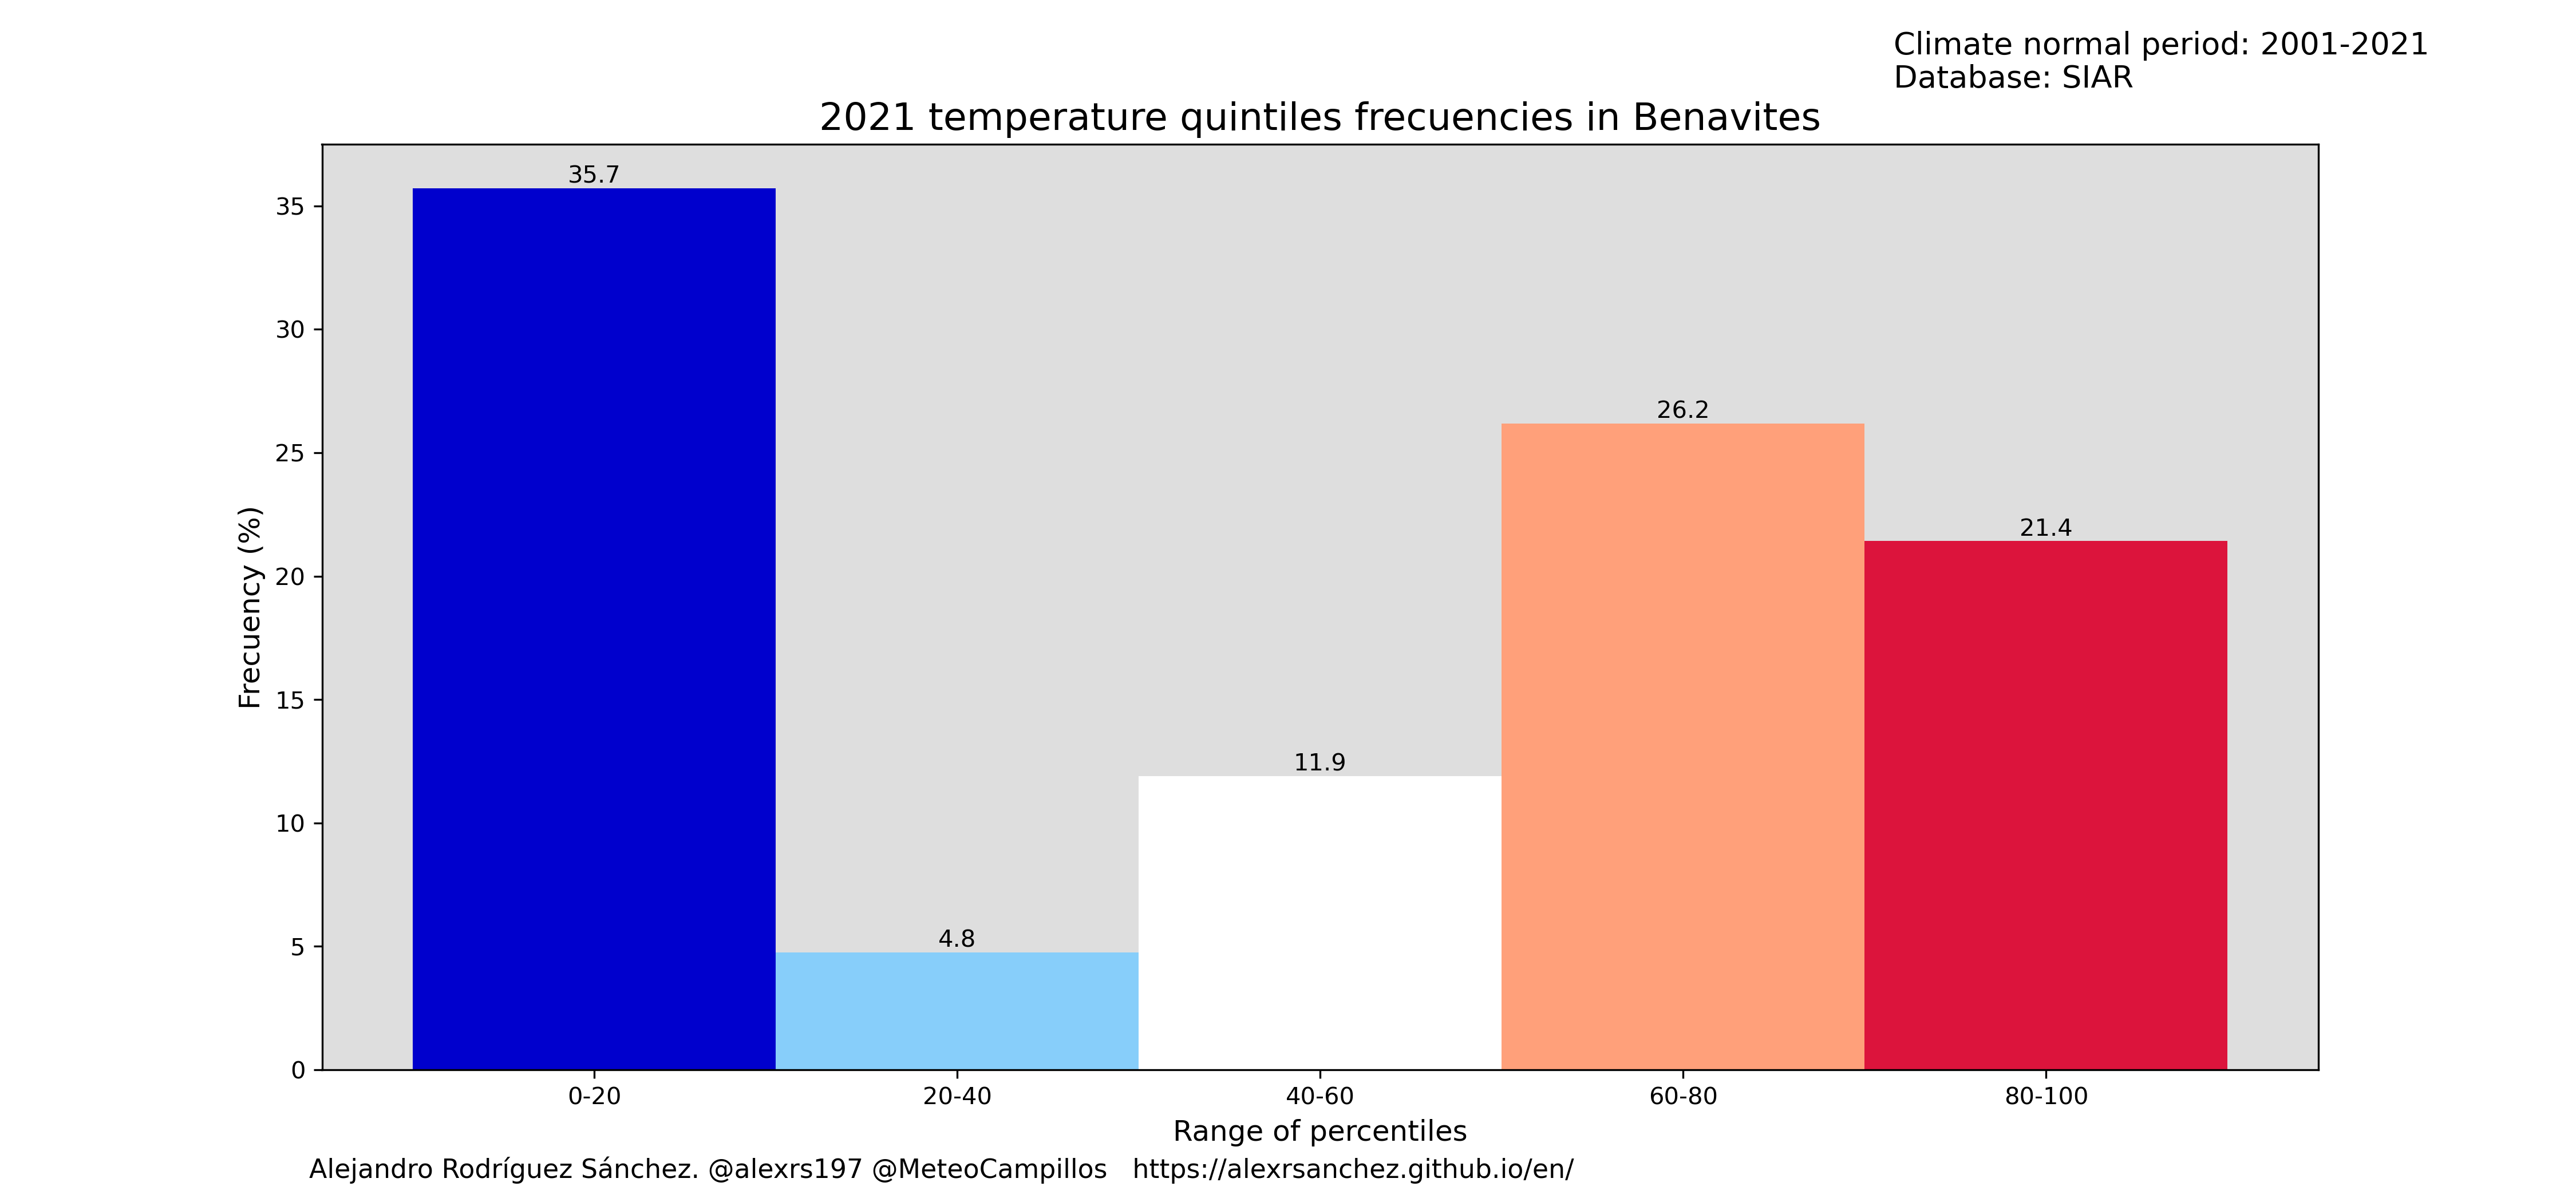 Climate normal period: 2001-2021
Database: SIAR
2021 temperature quintiles frecuencies in Benavites
35.7
26.2
21.4
11.9
4.8
35
30
25
20
15
10
5
0
Frecuency (%)
0-20 20-40 40-60 60-80 80-100
Range of percentiles
Alejandro Rodríguez Sánchez. @alexrs197 @MeteoCampillos https://alexrsanchez.github.io/en/